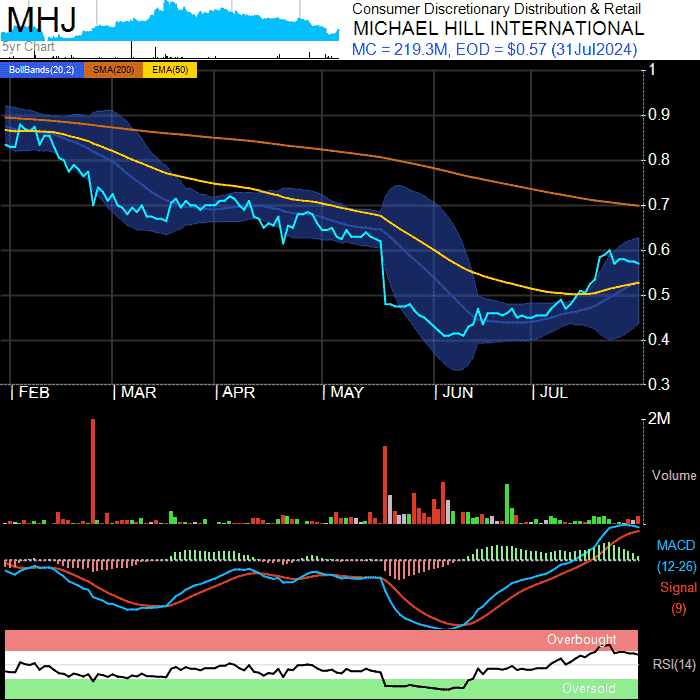 MHJ
5yr Chart
Consumer Discretionary Distribution & Retail
MICHAEL HILL INTERNATIONAL
MC = 219.3M, EOD = $0.57 (31Jul2024)
BollBands(20,2) SMA(200) EMA(50)
1
0.9
0.8
0.7
0.6
0.5
0.4
0.3
FEB MAR APR MAY JUN JUL
2M
Volume
MACD
(12-26)
Signal
(9)
Overbought
RSI(14)
Oversold